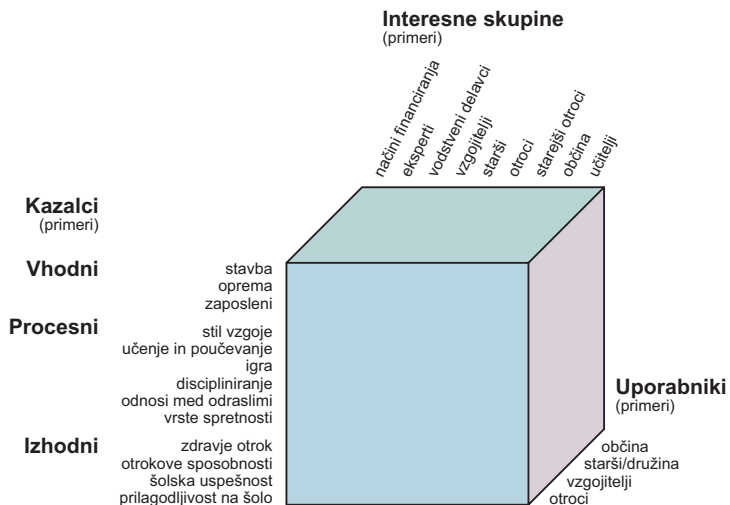 Interesne skupine
(primeri)
načini financiranja
eksperti
vodstveni delavci
vzgojitelji
starši
otroci
starejši otroci
občina
učitelji
Kazalci
(primeri)
Vhodni
stavba
oprema
zaposleni
Procesni
stil vzgoje
učenje in poučevanje
igra
discipliniranje
odnosi med odraslimi
vrste spretnosti
Izhodni
zdravje otrok
otrokove sposobnosti
šolska uspešnost
prilagodljivost na šolo
Uporabniki
(primeri)
občina
starši/družina
vzgojitelji
otroci